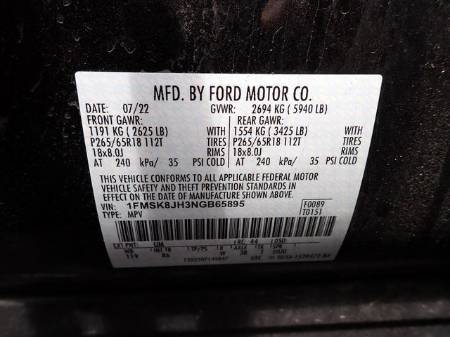 MFD. BY FORD MOTOR CO.
DATE: 07/22 GVWR: 2694 KG ( 5940 LB)
FRONT GAWR: REAR GAWR:
1191 KG ( 2625 LB) WITH 1554 KG ( 3425 LB) WITH
P265/65R18 112T TIRES P265/65R18 112T TIRES
18x8.0J RIMS 18x8.0J RIMS
AT 240 kPa/ 35 PSI COLD AT 240 kPa/ 35 PSI COLD
THIS VEHICLE CONFORMS TO ALL APPLICABLE FEDERAL MOTOR
VEHICLE SAFETY AND THEFT PREVENTION STANDARDS IN
EFFECT ON THE DATE OF MANUFACTURE SHOWN ABOVE.
VIN: 1FMSK8JH3NGB65895 F0089
TYPE: MPV T0151
EXT PNT:
WB
119